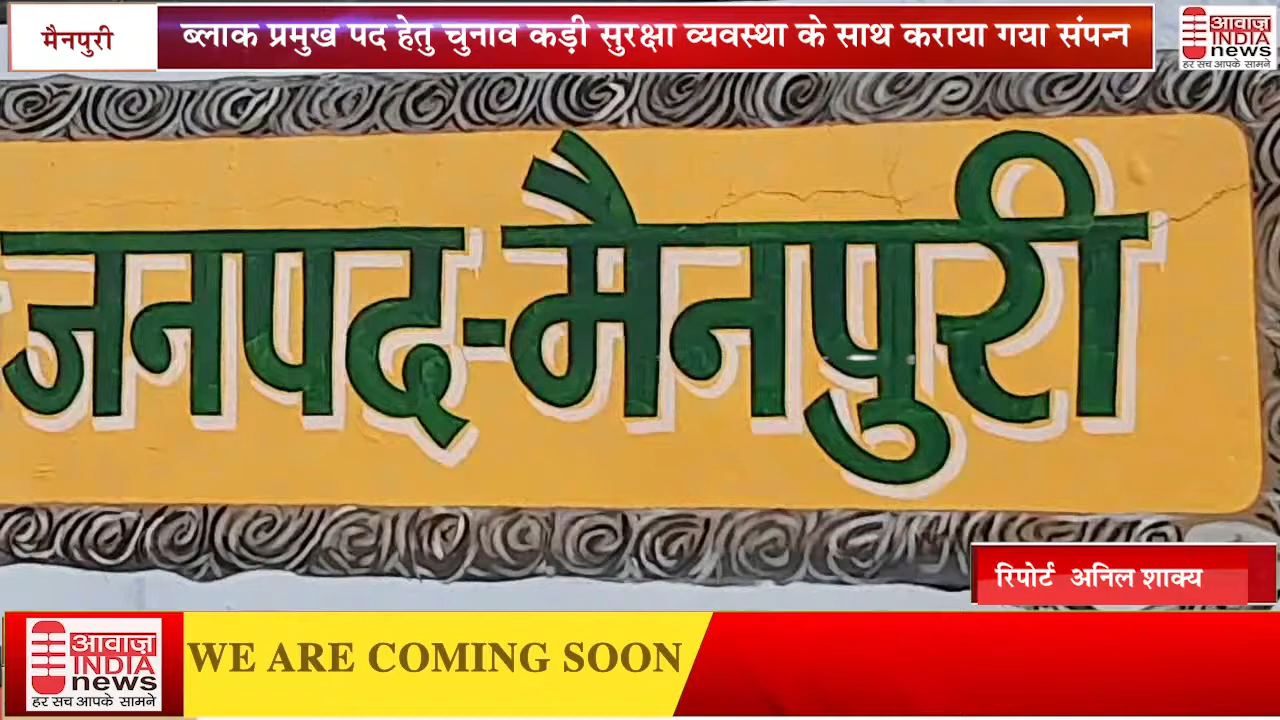 मैनपुरी
ब्लाक प्रमुख पद हेतु चुनाव कड़ी सुरक्षा व्यवस्था के साथ कराया गया संपन्न
आवाज़
INDIA
news
हर सच आपके सामने
जनपद-मैनपुरी
रिपोर्ट अनिल शाक्य
आवाज़
INDIA
news
हर सच आपके सामने
WE ARE COMING SOON